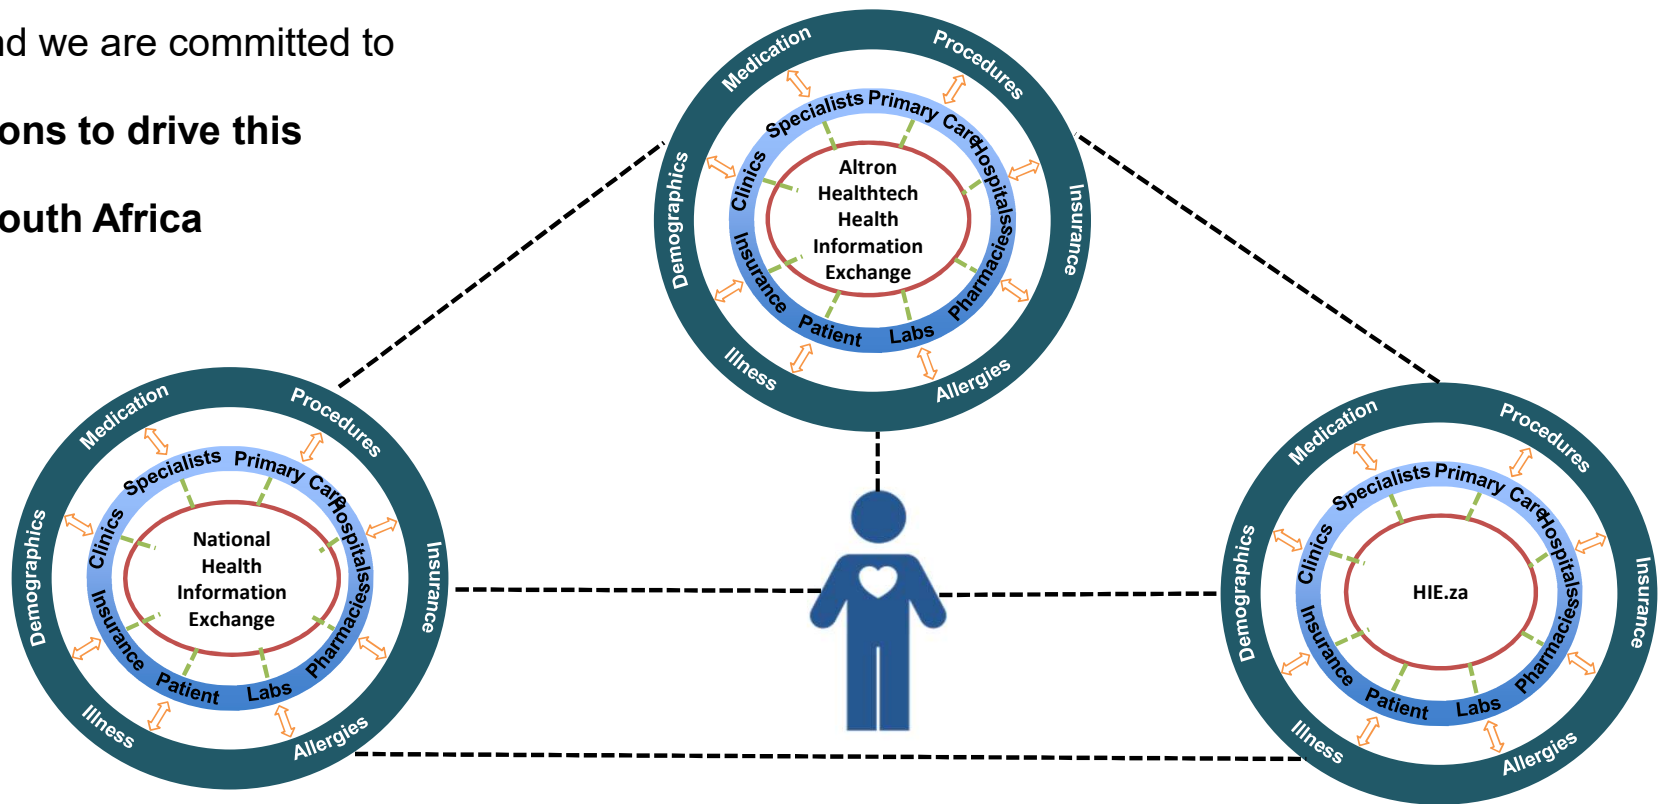 nd we are committed to
ons to drive this
outh Africa
Medication
Procedures
Demographics
Insurance
Illness
Allergies
Specialists
Primary Care
Clinics
Hospitalss
Insurance
Pharmacies
Patient
Labs
Altron
Healthtech
Health
Information
Exchange
Medication
Procedures
Demographics
Insurance
Illness
Allergies
Specialists
Primary Care
Clinics
Hospitalss
Insurance
Pharmacies
Patient
Labs
National
Health
Information
Exchange
Medication
Procedures
Demographics
Insurance
Illness
Allergies
Specialists
Primary Care
Clinics
Hospitalss
Insurance
Pharmacies
Patient
Labs
HIE.za